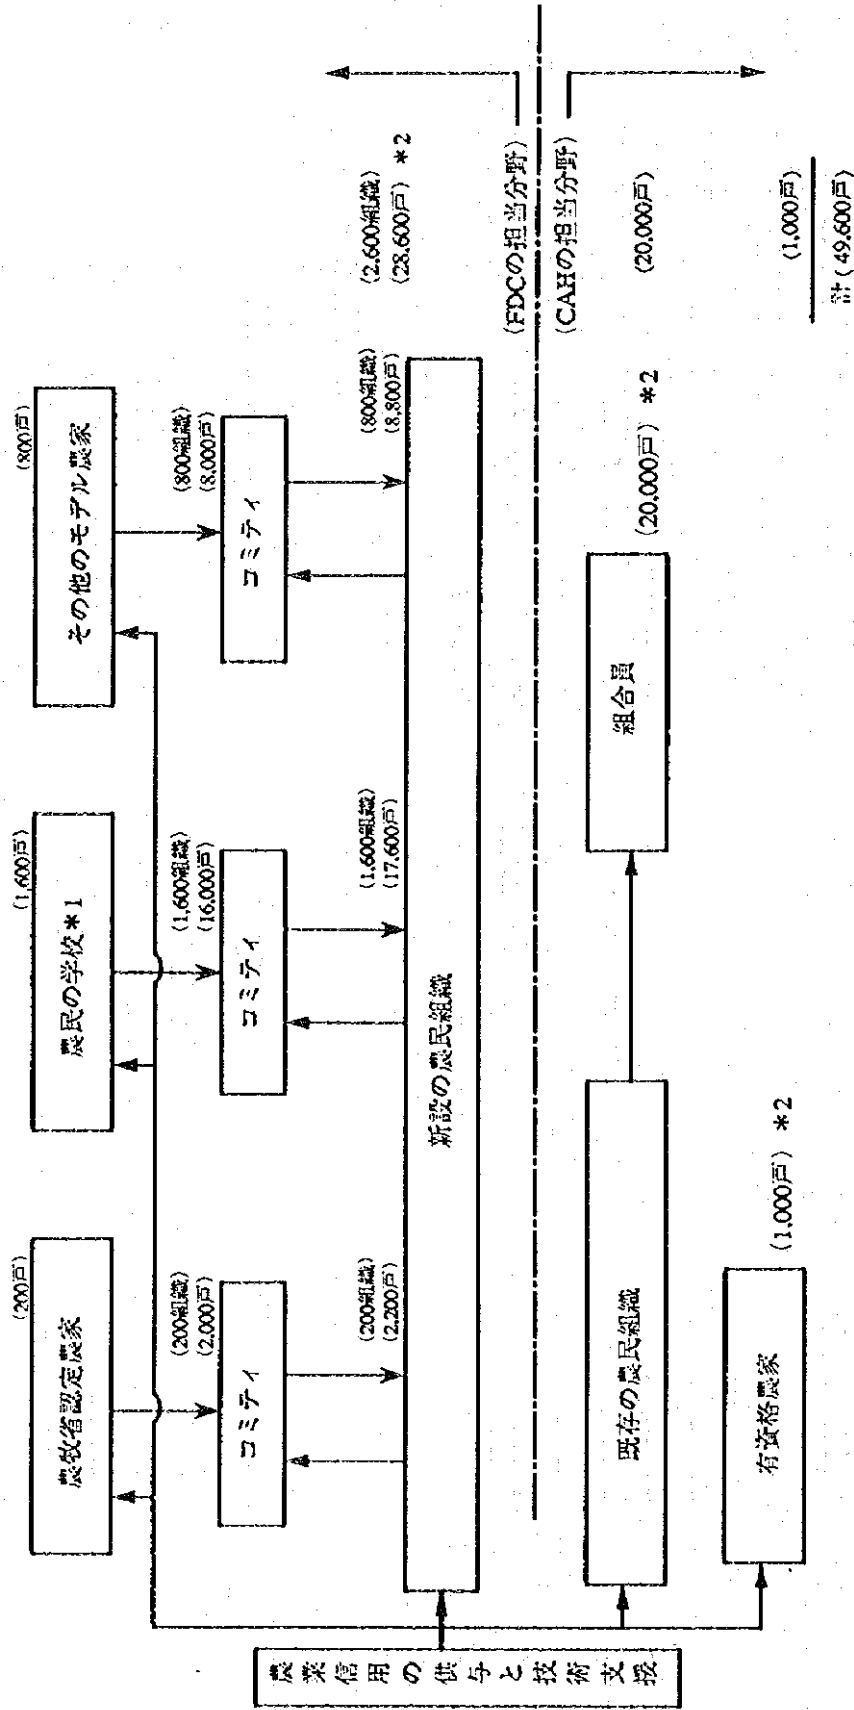 農業信用の供与と技術支援
農牧省認定農家
(200戸)
農民の学校*1
(1,600戸)
その他のモデル農家
(800戸)
コミティ
(200組織)
(2,000戸)
コミティ
(1,600組織)
(16,000戸)
コミティ
(800組織)
(8,000戸)
(200組織)
(2,200戸)
(1,600組織)
(17,600戸)
(800組織)
(8,800戸)
(2,600組織)
(28,600戸) *2
新設の農民組織
(FDCの担当分野)
(CAHの担当分野)
既存の農民組織
組合員
(20,000戸) *2
(20,000戸)
有資格農家
(1,000戸) *2
(1,000戸)
計 (49,600戸)